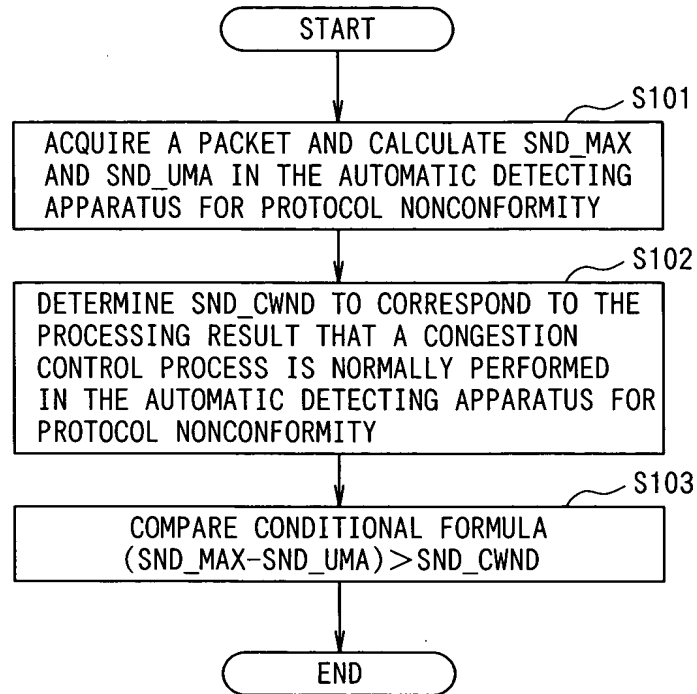 START
S101
ACQUIRE A PACKET AND CALCULATE SND_MAX
AND SND_UMA IN THE AUTOMATIC DETECTING
APPARATUS FOR PROTOCOL NONCONFORMITY
S102
DETERMINE SND_CWND TO CORRESPOND TO THE
PROCESSING RESULT THAT A CONGESTION
CONTROL PROCESS IS NORMALLY PERFORMED
IN THE AUTOMATIC DETECTING APPARATUS FOR
PROTOCOL NONCONFORMITY
S103
COMPARE CONDITIONAL FORMULA
(SND_MAX-SND_UMA)>SND_CWND
END